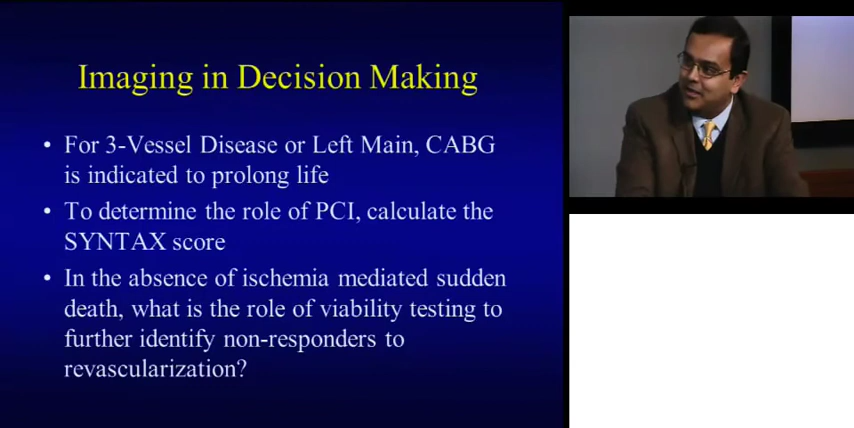 Imaging in Decision Making
• For 3-Vessel Disease or Left Main, CABG
is indicated to prolong life
• To determine the role of PCI, calculate the
SYNTAX score
• In the absence of ischemia mediated sudden
death, what is the role of viability testing to
further identify non-responders to
revascularization?